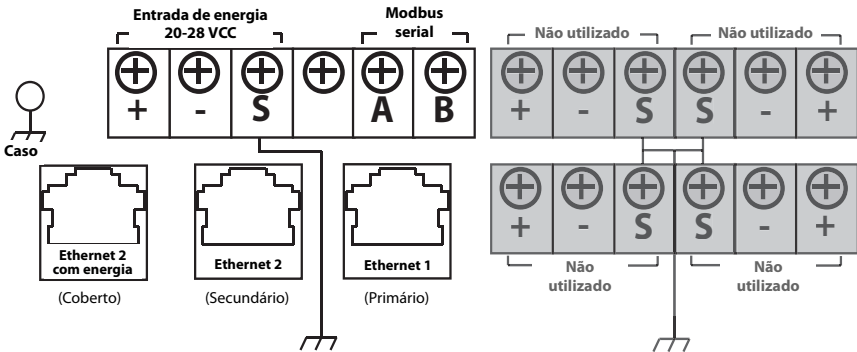 Entrada de energia
20-28 VCC
Modbus
serial
Não utilizado
Não utilizado
+ - S A B
+ - S S - +
Caso
Ethernet 2
com energia
Ethernet 2
Ethernet 1
(Coberto)
(Secundário)
(Primário)
+ - S S - +
Não
utilizado
Não
utilizado